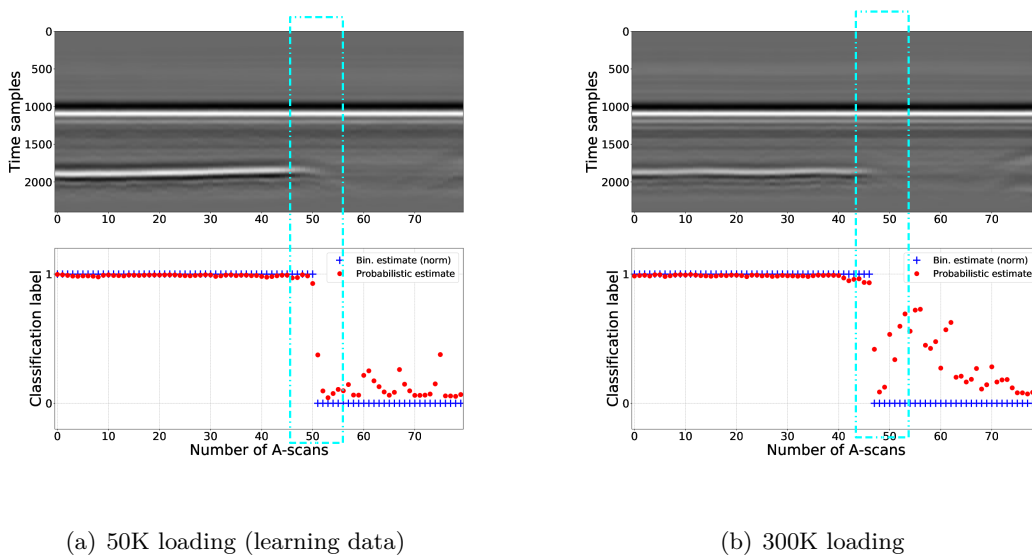 0
500
1000
1500
2000
Time samples
0 10 20 30 40 50 60 70
1
0
Classification label
Bin. estimate (norm)
Probabilistic estimate
0 10 20 30 40 50 60 70
Number of A-scans
(a) 50K loading (learning data)
0
500
1000
1500
2000
Time samples
0 10 20 30 40 50 60 70
1
0
Classification label
Bin. estimate (norm)
Probabilistic estimate
0 10 20 30 40 50 60 70
Number of A-scans
(b) 300K loading